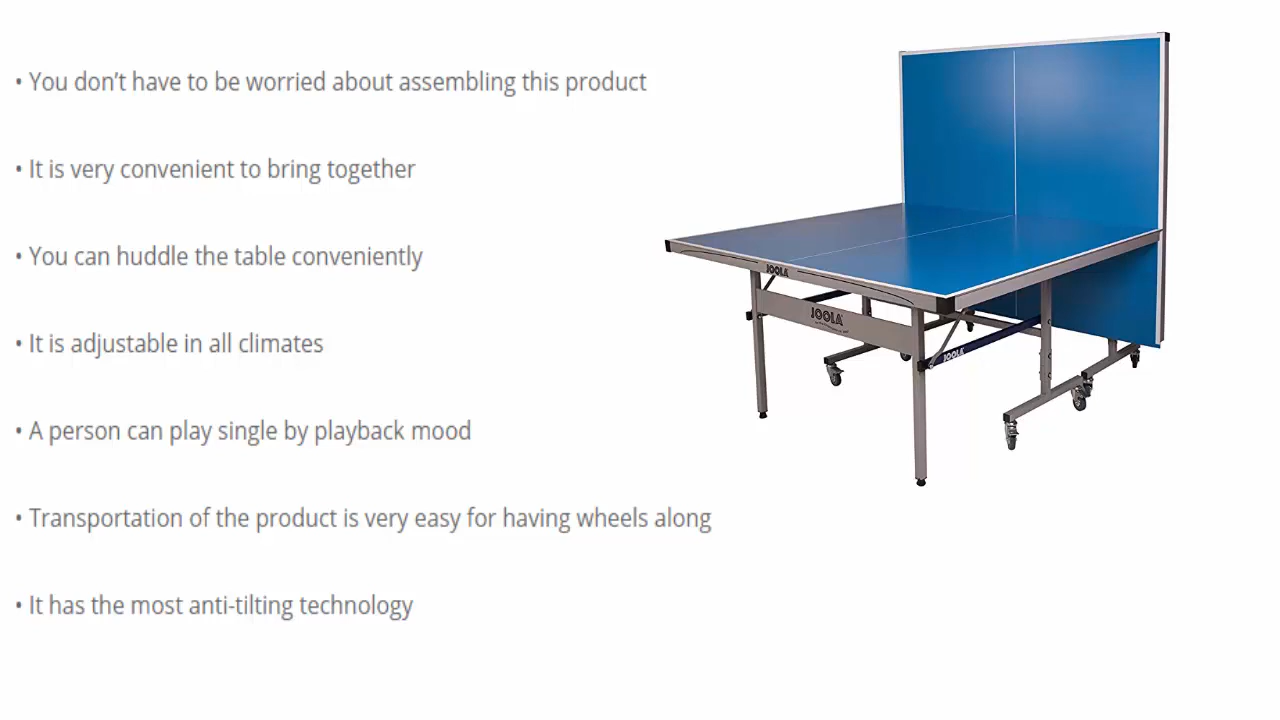 • You don’t have to be worried about assembling this product
• It is very convenient to bring together
• You can huddle the table conveniently
• It is adjustable in all climates
• A person can play single by playback mood
• Transportation of the product is very easy for having wheels along
• It has the most anti-tilting technology
JOOLA
JOOLA
JOOLA